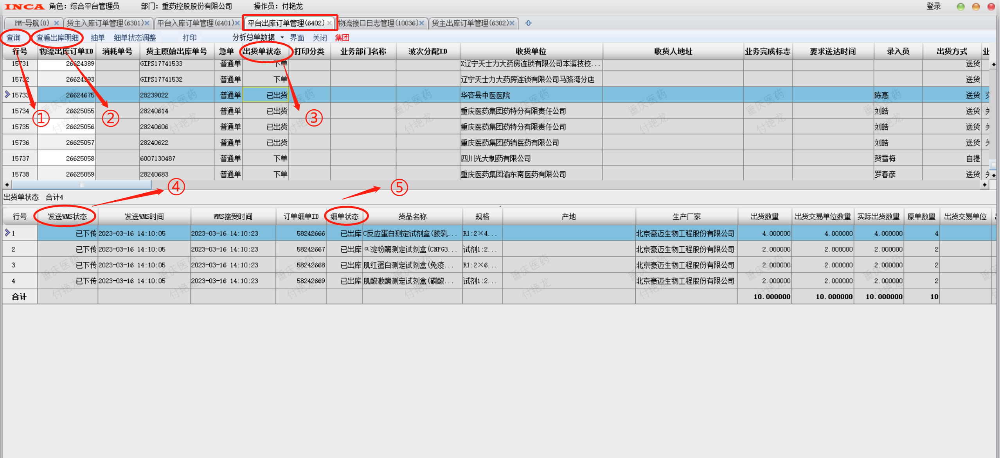 INCA 角色: 综合平台管理员 部门: 重药控股股份有限公司 操作员: 付艳龙 登录
PM-导航(0) 货主入库订单管理(6301) 平台入库订单管理(6401) 平台出库订单管理(6402) 物流接口日志管理(10036) 货主出库订单管理(6302)
查询 查看出库明细 抽单 细单状态调整 打印 分析总单数据 界面 关闭 集团
行号 物流出库订单ID 消耗单号 货主原始出库单号 急单 出货单状态 打印分类 业务部门名称 波次分配ID 收货单位 收货人地址 业务完成标志 要求送达时间 录入员 出货方式 业
15731 26624389 GIPS17741533 普通单 下单 X辽宁天士力大药房连锁有限公司本溪技校... 送货
15732 26624393 GIPS17741532 普通单 下单 辽宁天士力大药房连锁有限公司马路湾分店 送货
15733 26624675 28239022 普通单 已出货 华容县中医医院 陈惠 送货
15734 26625055 28240614 普通单 已出货 重庆医药集团药特分有限责任公司 刘皓 送货
15735 26625056 28240606 普通单 已出货 重庆医药集团药特分有限责任公司 刘皓 送货
15736 26625057 28240622 普通单 已出货 重庆医药集团药销医药有限公司 刘皓 送货
15737 26625058 6007130487 普通单 下单 四川光大制药有限公司 贺雪梅 自提
15738 26625059 28240683 普通单 下单 重庆医药集团渝东南医药有限公司 罗春彦 送货
① ② ③
④ ⑤
出货单状态 合计4
行号 发送WMS状态 发送WMS时间 WMS接受时间 订单细单ID 细单状态 货品名称 规格 产地 生产厂家 出货数量 出货交易单位数量 实际出货数量 原单数量 出货交易单位
1 已下传 2023-03-16 14:10:05 2023-03-16 14:10:23 58242666 已出库 C反应蛋白测定试剂盒(胶乳... R1:2×4... 北京豪迈生物工程股份有限公司 4.000000 4.000000 4.000000 4
2 已下传 2023-03-16 14:10:05 2023-03-16 14:10:23 58242667 已出库 α淀粉酶测定试剂盒(CNPG3... 试剂1:2... 北京豪迈生物工程股份有限公司 2.000000 2.000000 2.000000 2
3 已下传 2023-03-16 14:10:05 2023-03-16 14:10:23 58242668 已出库 肌红蛋白测定试剂盒(免疫... R1:2×6... 北京豪迈生物工程股份有限公司 2.000000 2.000000 2.000000 2
4 已下传 2023-03-16 14:10:05 2023-03-16 14:10:23 58242669 已出库 肌酸激酶测定试剂盒(磷酸... 试剂1:2... 北京豪迈生物工程股份有限公司 2.000000 2.000000 2.000000 2
合计 10.000000 10.000000 10.000000 10
重庆医药
付艳龙